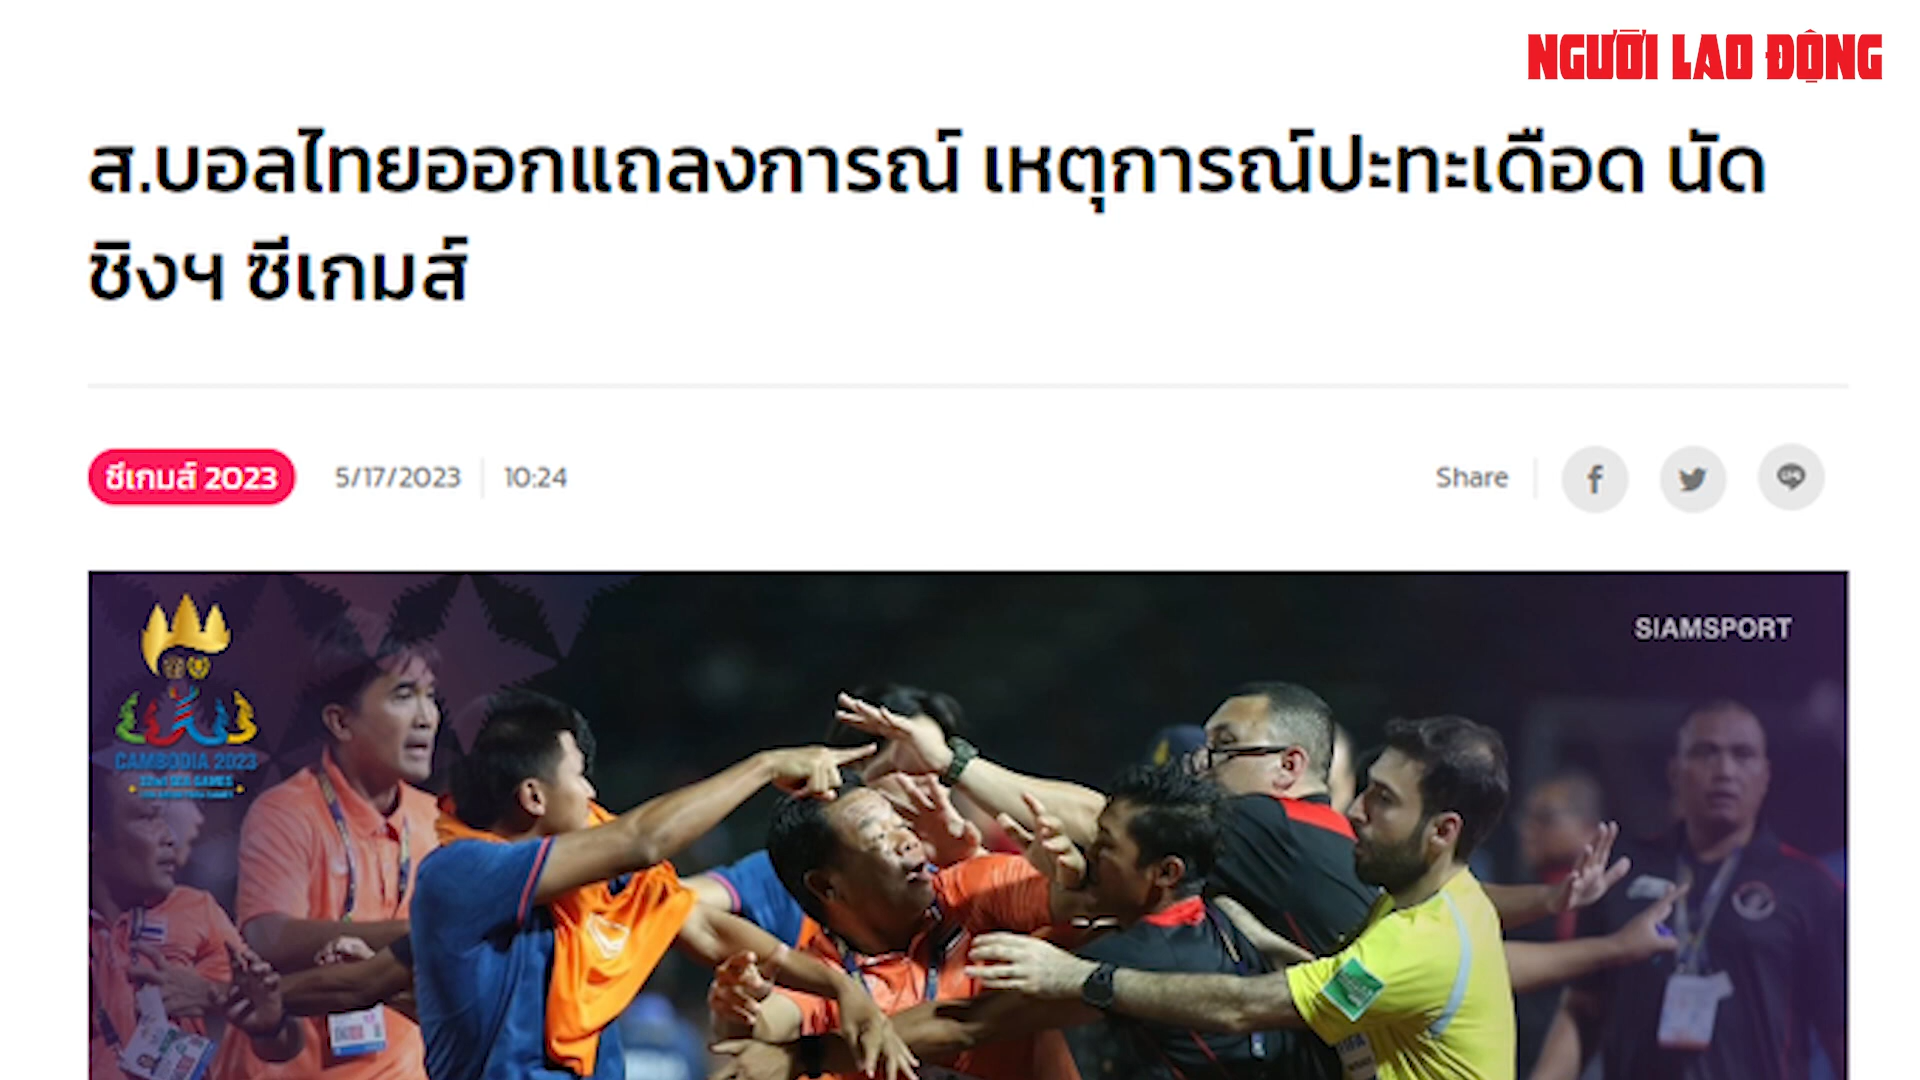 NGƯỜI LAO ĐỘNG
ส.บอลไทยออกแถลงการณ์ เหตุการณ์ปะทะเดือด นัด
ชิงฯ ซีเกมส์
ซีเกมส์ 2023
5/17/2023
10:24
Share
SIAMSPORT
CAMBODIA 2023
32nd SEA GAMES